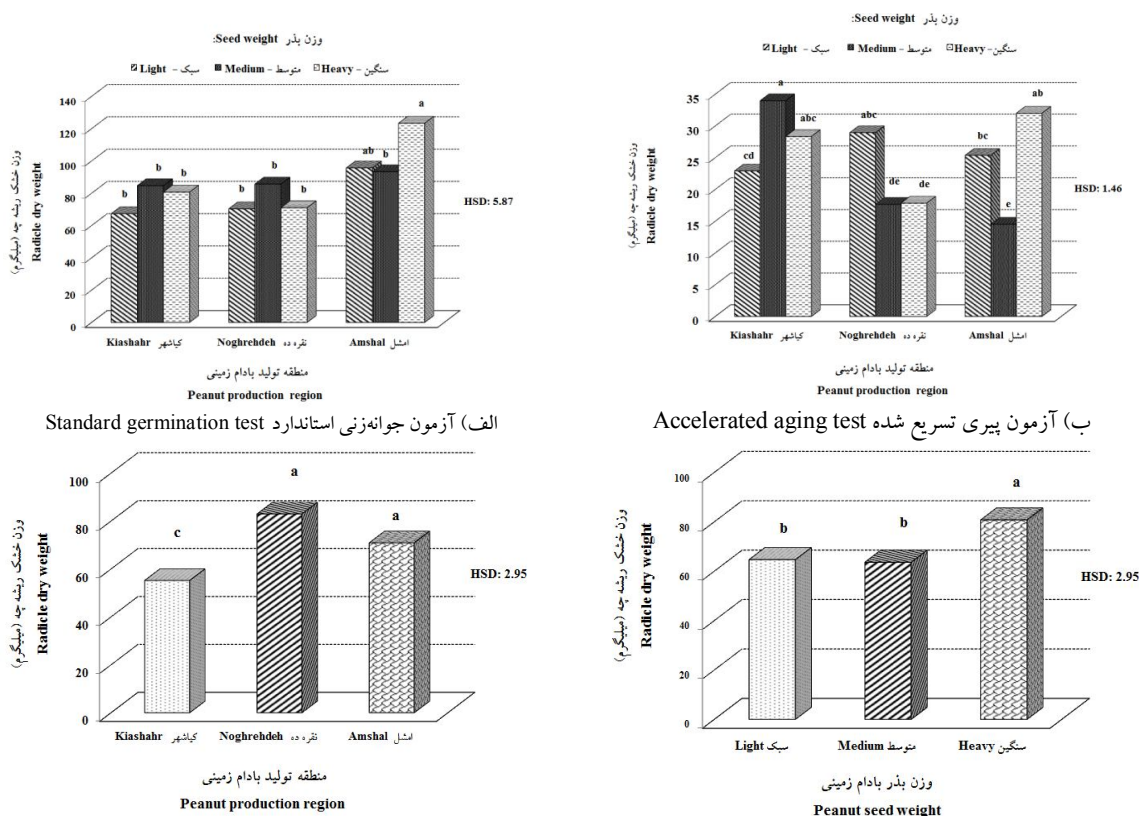 وزن بذر Seed weight:
Light - سبک Medium - متوسط Heavy - سنگین
وزن خشک ریشه چه (میلیگرم)
Radicle dry weight
140
120
100
80
60
40
20
0
b b b b b b ab b a
HSD: 5.87
Kiashahr کیاشهر Noghrehdeh نقره ده Amshal امشل
منطقه تولید بادام زمینی
Peanut production region
الف) آزمون جوانه‌زنی استاندارد Standard germination test
وزن بذر Seed weight:
Light - سبک Medium - متوسط Heavy - سنگین
وزن خشک ریشه چه (میلیگرم)
Radicle dry weight
35
30
25
20
15
10
5
0
cd a abc abc de de bc e ab
HSD: 1.46
Kiashahr کیاشهر Noghrehdeh نقره ده Amshal امشل
منطقه تولید بادام زمینی
Peanut production region
ب) آزمون پیری تسریع شده Accelerated aging test
وزن خشک ریشه چه (میلیگرم)
Radicle dry weight
100
80
60
40
20
0
c a a
HSD: 2.95
Kiashahr کیاشهر Noghrehdeh نقره ده Amshal امشل
منطقه تولید بادام زمینی
Peanut production region
وزن خشک ریشه چه (میلیگرم)
Radicle dry weight
100
80
60
40
20
0
b b a
HSD: 2.95
Light سبک Medium متوسط Heavy سنگین
وزن بذر بادام زمینی
Peanut seed weight